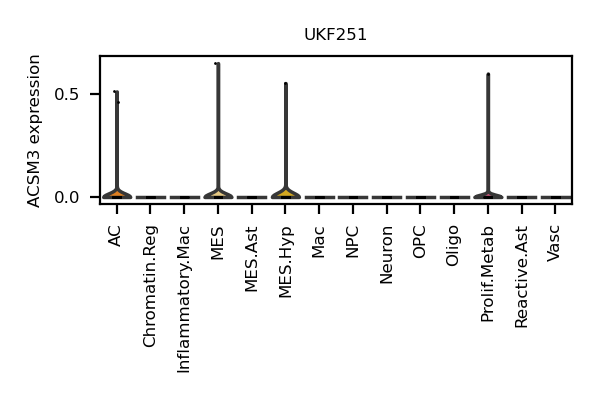 UKF251
ACSM3 expression
0.5
0.0
AC
Chromatin.Reg
Inflammatory.Mac
MES
MES.Ast
MES.Hyp
Mac
NPC
Neuron
OPC
Oligo
Prolif.Metab
Reactive.Ast
Vasc